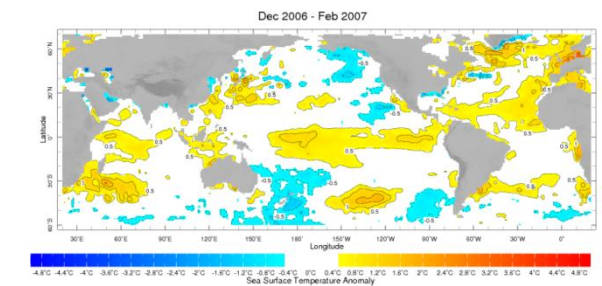 Dec 2006 - Feb 2007
60°N
30°N
0°
30°S
60°S
Latitude
30°E 60°E 90°E 120°E 150°E 180° 150°W 120°W 90°W 60°W 30°W 0°
Longitude
-4.8°C -4.4°C -4°C -3.6°C -3.2°C -2.8°C -2.4°C -2°C -1.6°C -1.2°C -0.8°C -0.4°C 0°C 0.4°C 0.8°C 1.2°C 1.6°C 2°C 2.4°C 2.8°C 3.2°C 3.6°C 4°C 4.4°C 4.8°C
Sea Surface Temperature Anomaly